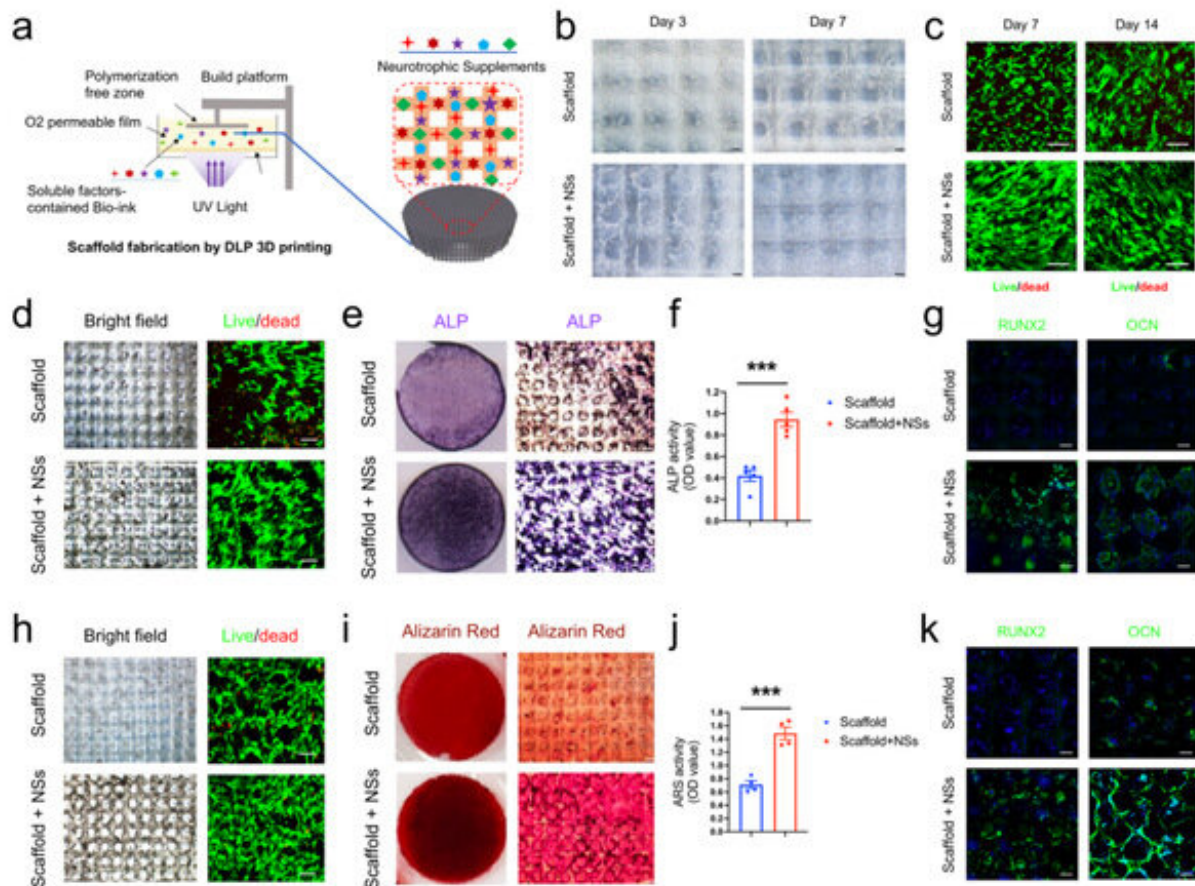 a
Neurotrophic Supplements
Polymerization
free zone
Build platform
O2 permeable film
Soluble factors-
contained Bio-ink
UV Light
Scaffold fabrication by DLP 3D printing
b
Day 3
Day 7
Scaffold
Scaffold + NSs
c
Day 7
Day 14
Scaffold
Scaffold + NSs
Live/dead
Live/dead
d
Bright field
Live/dead
Scaffold
Scaffold + NSs
e
ALP
ALP
Scaffold
Scaffold + NSs
f
***
1.2
1.0
0.8
0.6
0.4
0.2
0.0
ALP activity
(OD value)
Scaffold
Scaffold+NSs
g
RUNX2
OCN
Scaffold
Scaffold + NSs
h
Bright field
Live/dead
Scaffold
Scaffold + NSs
i
Alizarin Red
Alizarin Red
Scaffold
Scaffold + NSs
j
***
1.8
1.6
1.4
1.2
1.0
0.8
0.6
0.4
0.2
0.0
ARS activity
(OD value)
Scaffold
Scaffold+NSs
k
RUNX2
OCN
Scaffold
Scaffold + NSs